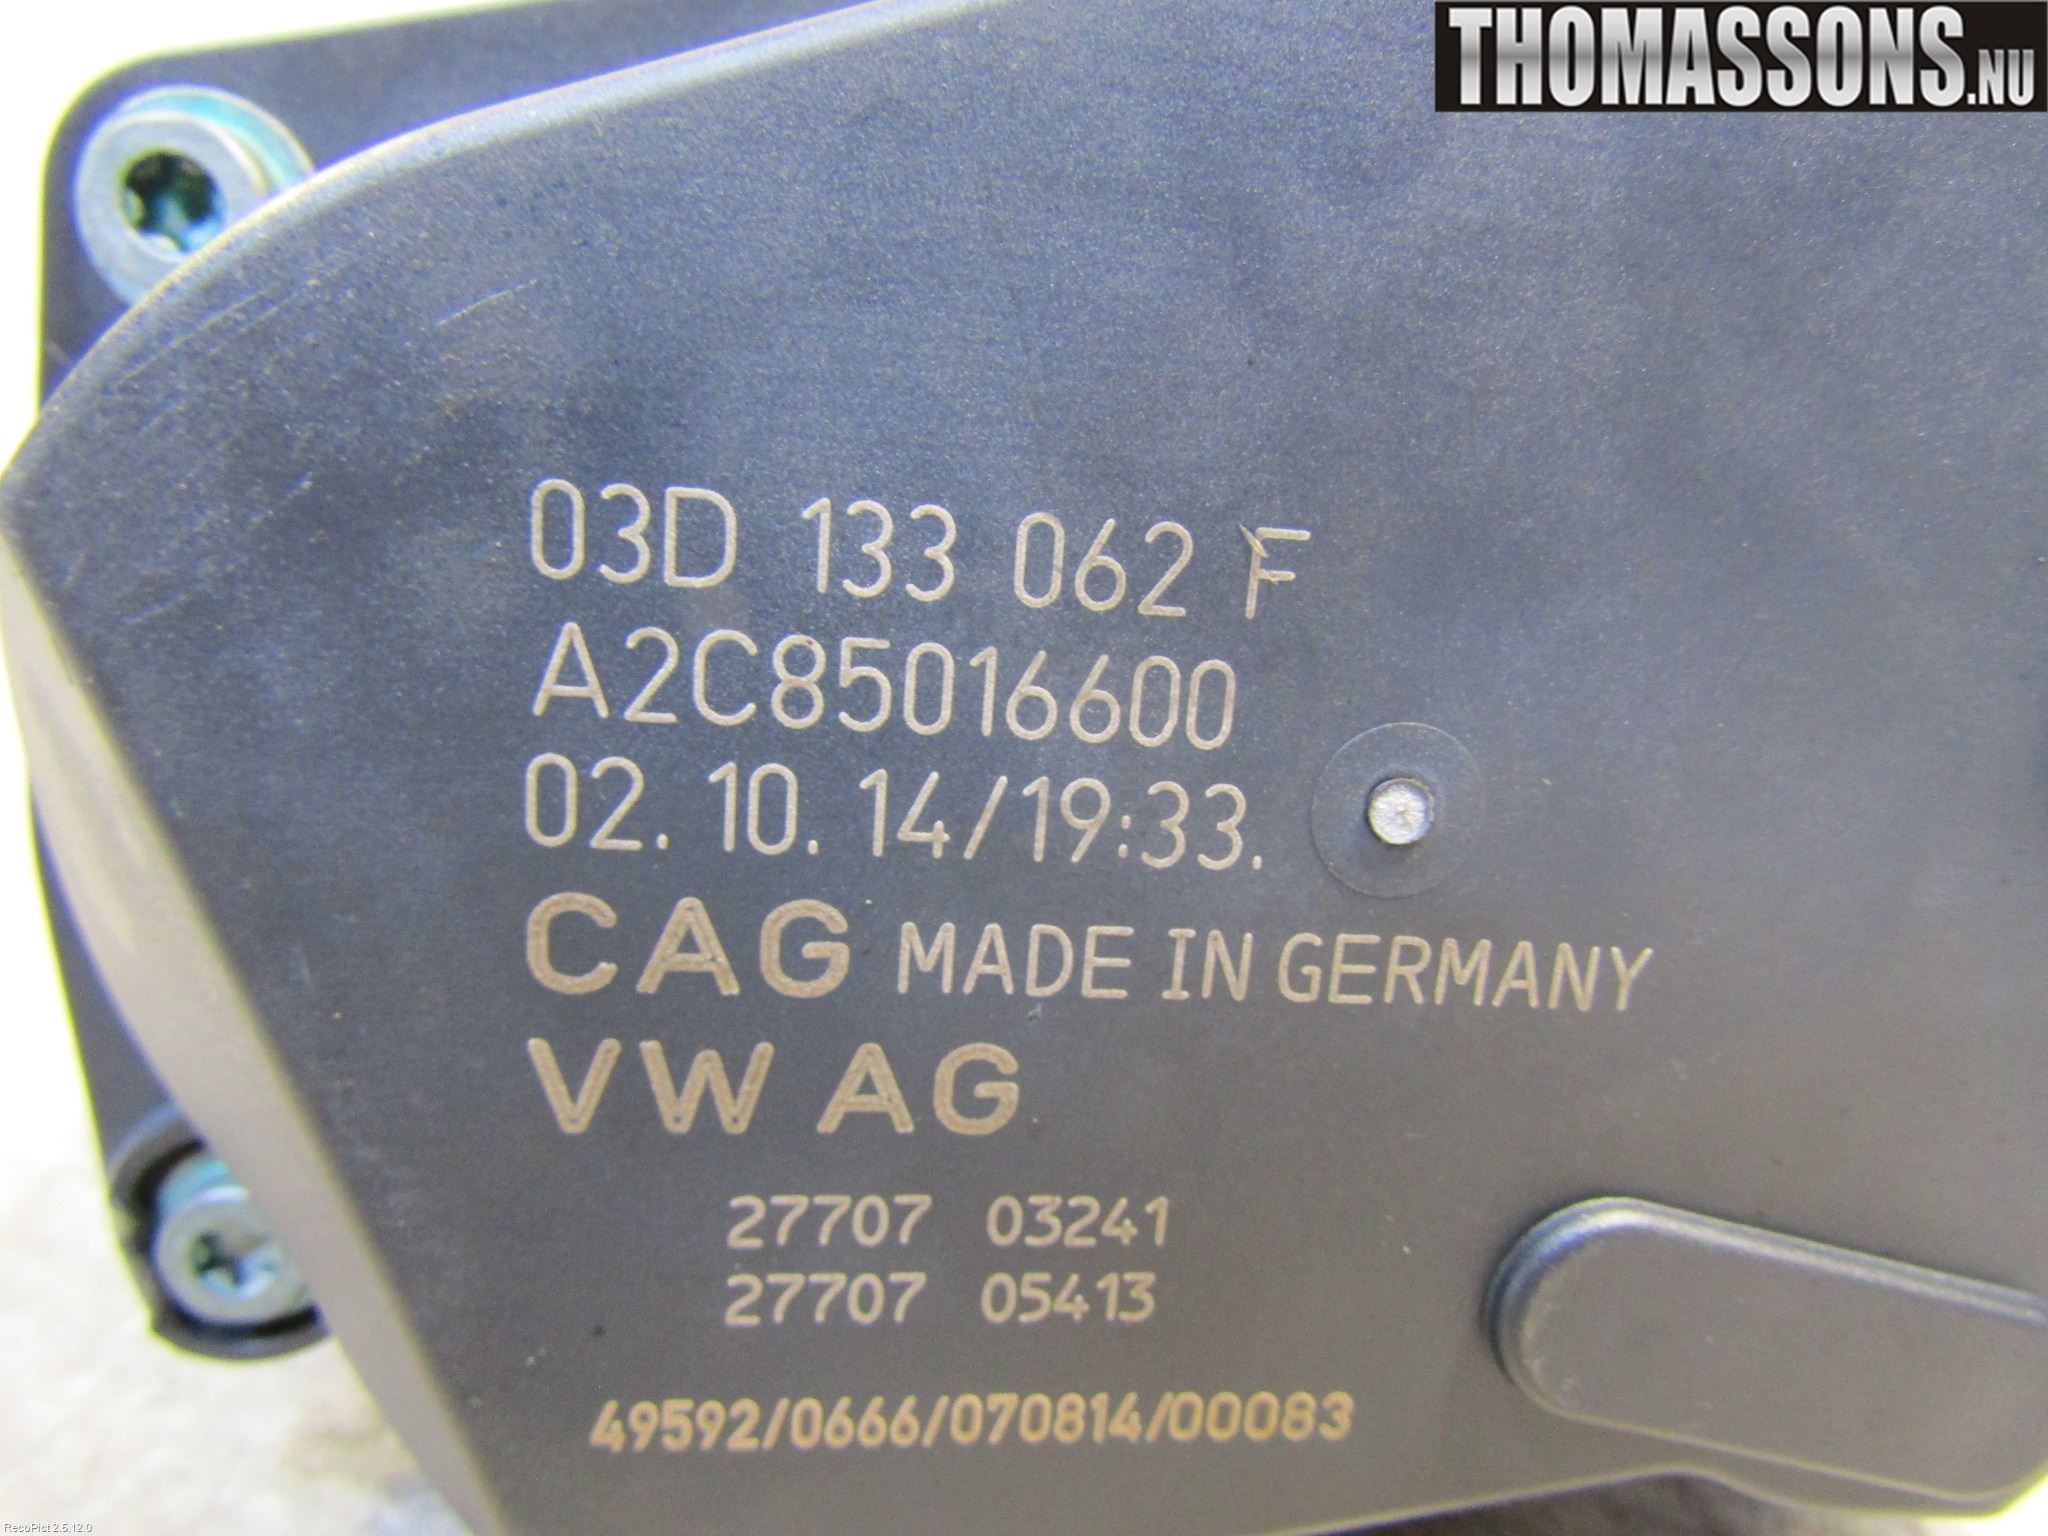 THOMASSONS.NU
03D 133 062 F
A2C85016600
02.10.14/19:33.
CAG MADE IN GERMANY
VW AG
27707 03241
27707 05413
49592/0666/070814/00083
RecoPict 2.5.12.0